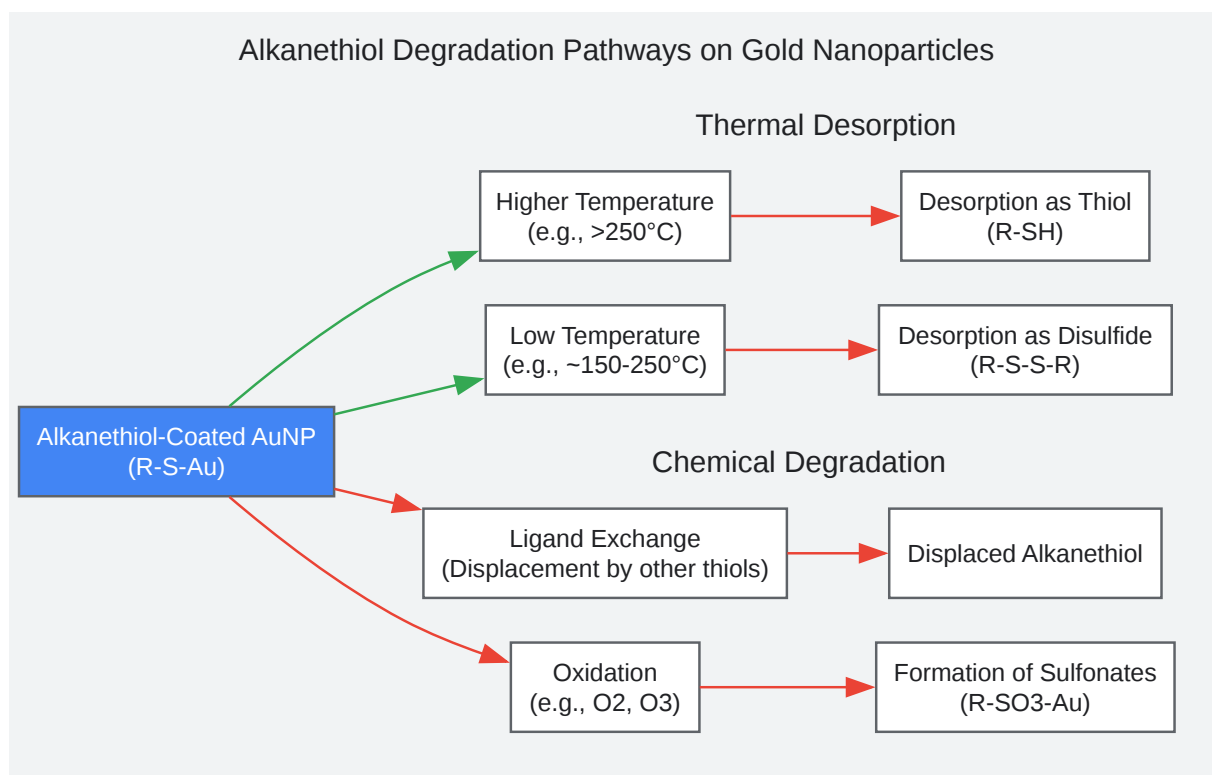 Alkanethiol Degradation Pathways on Gold Nanoparticles
Thermal Desorption
Higher Temperature
(e.g., >250°C)
Desorption as Thiol
(R-SH)
Low Temperature
(e.g., ~150-250°C)
Desorption as Disulfide
(R-S-S-R)
Alkanethiol-Coated AuNP
(R-S-Au)
Chemical Degradation
Ligand Exchange
(Displacement by other thiols)
Displaced Alkanethiol
Oxidation
(e.g., O2, O3)
Formation of Sulfonates
(R-SO3-Au)